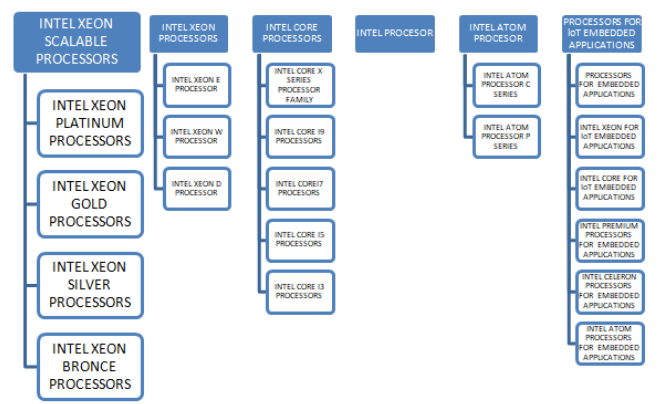 INTEL XEON
SCALABLE
PROCESSORS
INTEL XEON
PLATINUM
PROCESSORS
INTEL XEON
GOLD
PROCESSORS
INTEL XEON
SILVER
PROCESSORS
INTEL XEON
BRONCE
PROCESSORS
INTEL XEON
PROCESSORS
INTEL XEON E
PROCESSOR
INTEL XEON W
PROCESSOR
INTEL XEON D
PROCESSOR
INTEL CORE
PROCESSORS
INTEL CORE X-
SERIES
PROCESSOR
FAMILY
INTEL CORE I9
PROCESSORS
INTEL COREI7
PROCESSORS
INTEL CORE I5
PROCESSORS
INTEL CORE I3
PROCESSORS
INTEL PROCESOR
INTEL ATOM
PROCESOR
INTEL ATOM
PROCESSOR C
SERIES
INTEL ATOM
PROCESSOR P
SERIES
PROCESSORS FOR
IoT EMBEDDED
APPLICATIONS
PROCESSORS
FOR EMBEDDED
APPLICATIONS
INTEL XEON FOR
IoT EMBEDDED
APPLICATIONS
INTEL CORE FOR
IoT EMBEDDED
APPLICATIONS
INTEL PREMIUM
PROCESSORS
FOR EMBEDDED
APPLICATIONS
INTEL CELERON
PROCESSORS
FOR EMBEDDED
APPLICATIONS
INTEL ATOM
PROCESSORS
FOR EMBEDDED
APPLICATIONS